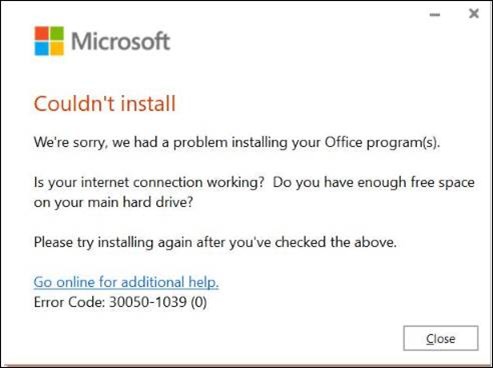 Microsoft
Couldn't install
We're sorry, we had a problem installing your Office program(s).
Is your internet connection working?  Do you have enough free space
on your main hard drive?
Please try installing again after you've checked the above.
Go online for additional help.
Error Code: 30050-1039 (0)
Close